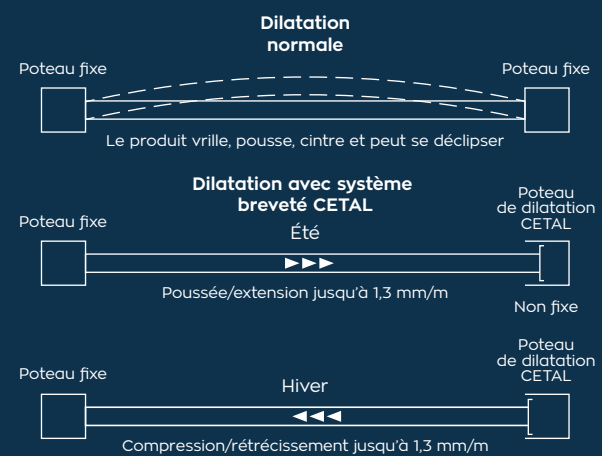 Dilatation
normale
Poteau fixe
Poteau fixe
Le produit vrille, pousse, cintre et peut se déclipser
Dilatation avec système
breveté CETAL
Poteau fixe
Été
Poteau
de dilatation
CETAL
Poussée/extension jusqu'à 1,3 mm/m
Non fixe
Poteau fixe
Hiver
Poteau
de dilatation
CETAL
Compression/rétrécissement jusqu'à 1,3 mm/m